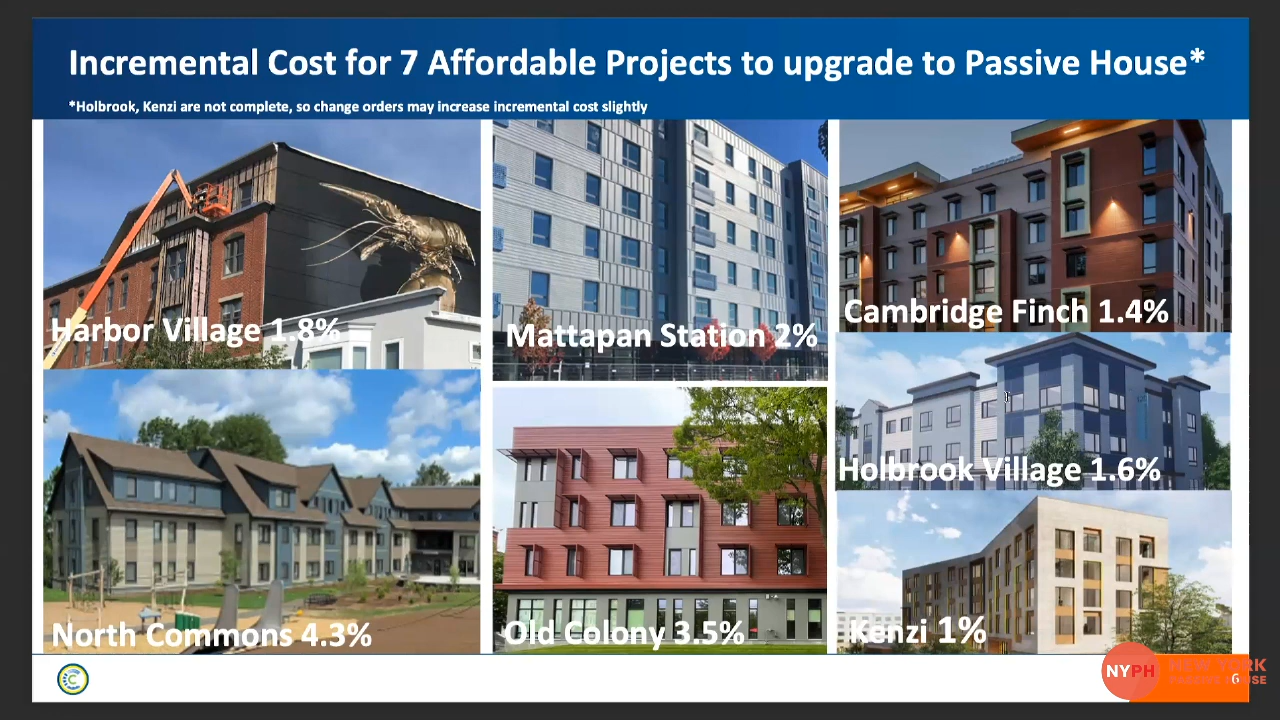 Incremental Cost for 7 Affordable Projects to upgrade to Passive House*
*Holbrook, Kenzi are not complete, so change orders may increase incremental cost slightly
Harbor Village 1.8%
Mattapan Station 2%
Cambridge Finch 1.4%
Holbrook Village 1.6%
North Commons 4.3%
Old Colony 3.5%
Kenzi 1%
NYPH
NEW YORK
PASSIVE HOUSE
6